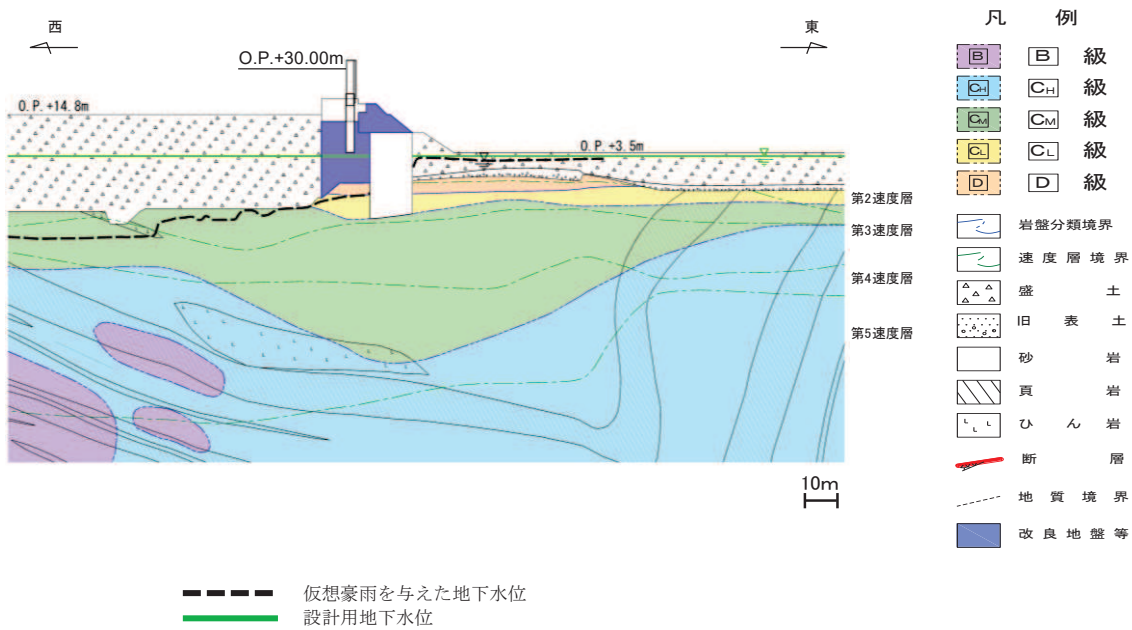 西
東
O.P.+30.00m
O.P.+14.8m
O.P.+3.5m
第2速度層
第3速度層
第4速度層
第5速度層
10m
凡 例
B B 級
CH CH 級
CM CM 級
CL CL 級
D D 級
岩盤分類境界
速度層境界
盛土
旧表土
砂岩
頁岩
ひん岩
断層
地質境界
改良地盤等
仮想豪雨を与えた地下水位
設計用地下水位